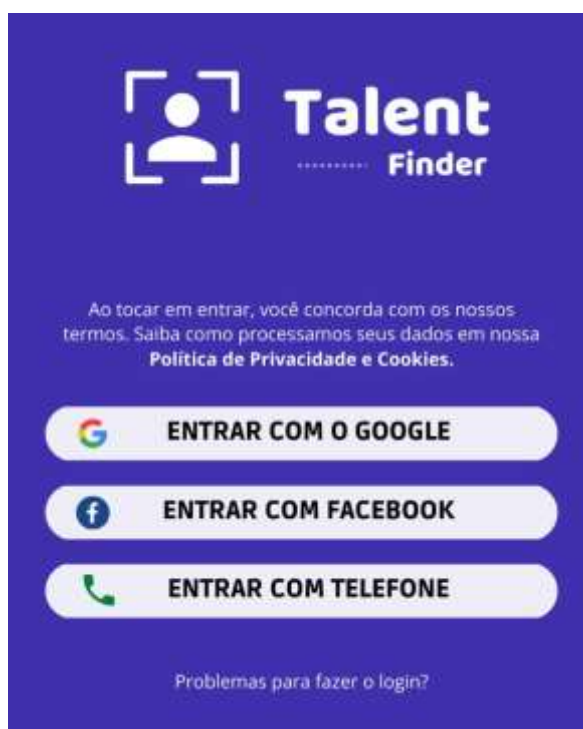 Talent
Finder
Ao tocar em entrar, você concorda com os nossos
termos. Saiba como processamos seus dados em nossa
Política de Privacidade e Cookies.
ENTRAR COM O GOOGLE
ENTRAR COM FACEBOOK
ENTRAR COM TELEFONE
Problemas para fazer o login?